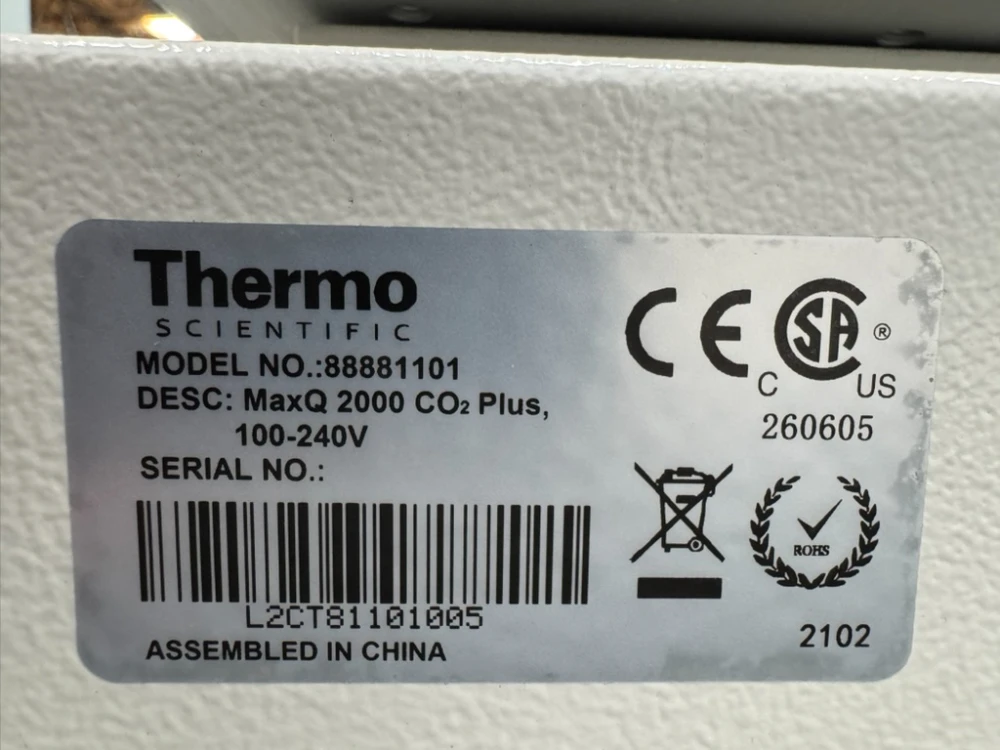 Thermo
SCIENTIFIC
MODEL NO.:88881101
DESC: MaxQ 2000 CO₂ Plus,
100-240V
SERIAL NO.:
L2CT81101005
ASSEMBLED IN CHINA
CE
SA ®
C US
260605
ROHS
2102